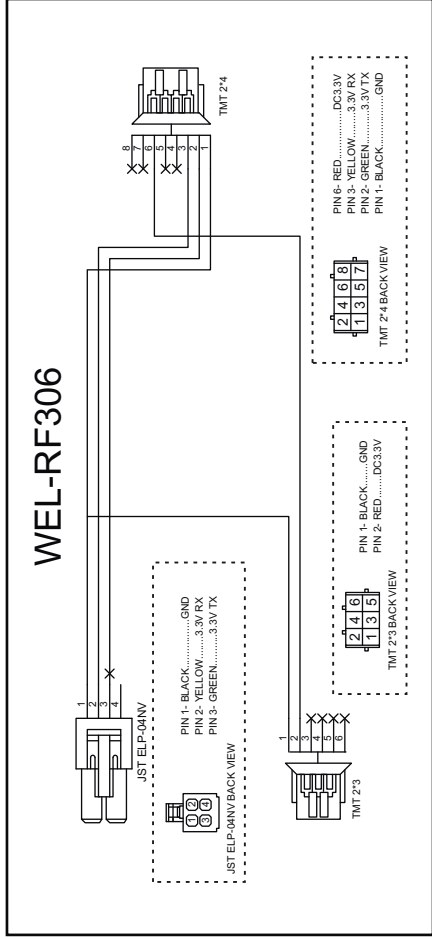 WEL-RF306
1
2
3
4
JST ELP-04NV
8
7
6
5
4
3
2
1
TMT 2*4
1 2
3 4
JST ELP-04NV BACK VIEW
PIN 1- BLACK.........GND
PIN 2- YELLOW......3.3V RX
PIN 3- GREEN........3.3V TX
1
2
3
4
5
6
TMT 2*3
2 4 6
1 3 5
TMT 2*3 BACK VIEW
PIN 1- BLACK........GND
PIN 2- RED.......DC3.3V
2 4 6 8
1 3 5 7
TMT 2*4 BACK VIEW
PIN 6- RED............DC3.3V
PIN 3- YELLOW.....3.3V RX
PIN 2- GREEN.......3.3V TX
PIN 1- BLACK............GND